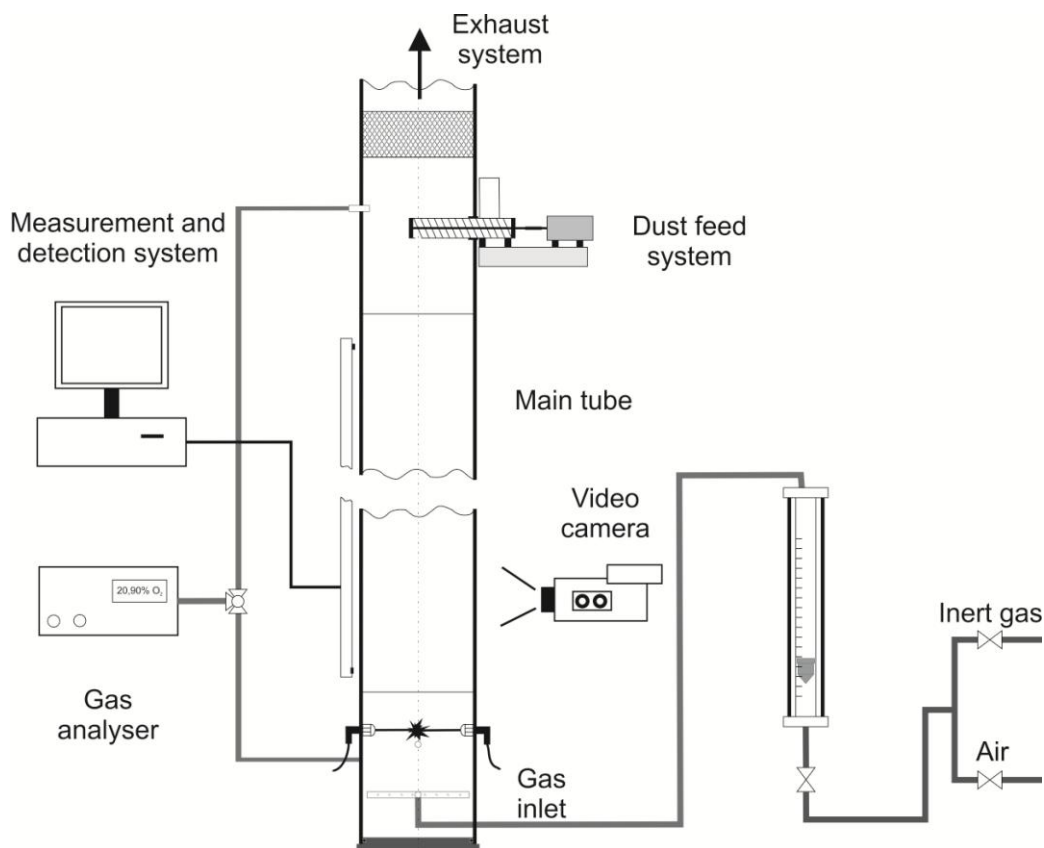 Exhaust
system
Measurement and
detection system
Dust feed
system
Main tube
Video
camera
20,90% O₂
Inert gas
Gas
analyser
Air
Gas
inlet